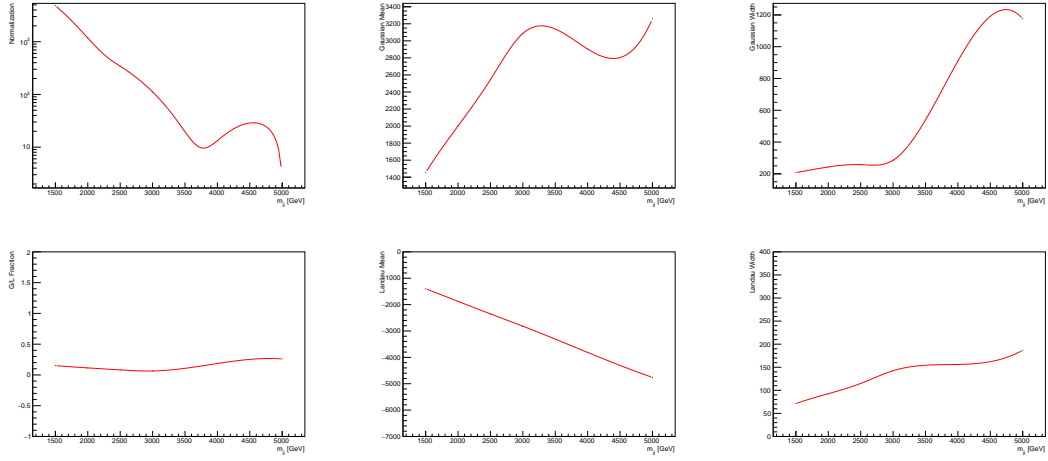 Normalization
10³
10²
10
1500 2000 2500 3000 3500 4000 4500 5000
m_jj [GeV]
Gaussian Mean
3400
3200
3000
2800
2600
2400
2200
2000
1800
1600
1400
1500 2000 2500 3000 3500 4000 4500 5000
m_jj [GeV]
Gaussian Width
1200
1000
800
600
400
200
1500 2000 2500 3000 3500 4000 4500 5000
m_jj [GeV]
G/L Fraction
2
1.5
1
0.5
0
−0.5
−1
1500 2000 2500 3000 3500 4000 4500 5000
m_jj [GeV]
Landau Mean
0
−1000
−2000
−3000
−4000
−5000
−6000
−7000
1500 2000 2500 3000 3500 4000 4500 5000
m_jj [GeV]
Landau Width
400
350
300
250
200
150
100
50
0
1500 2000 2500 3000 3500 4000 4500 5000
m_jj [GeV]